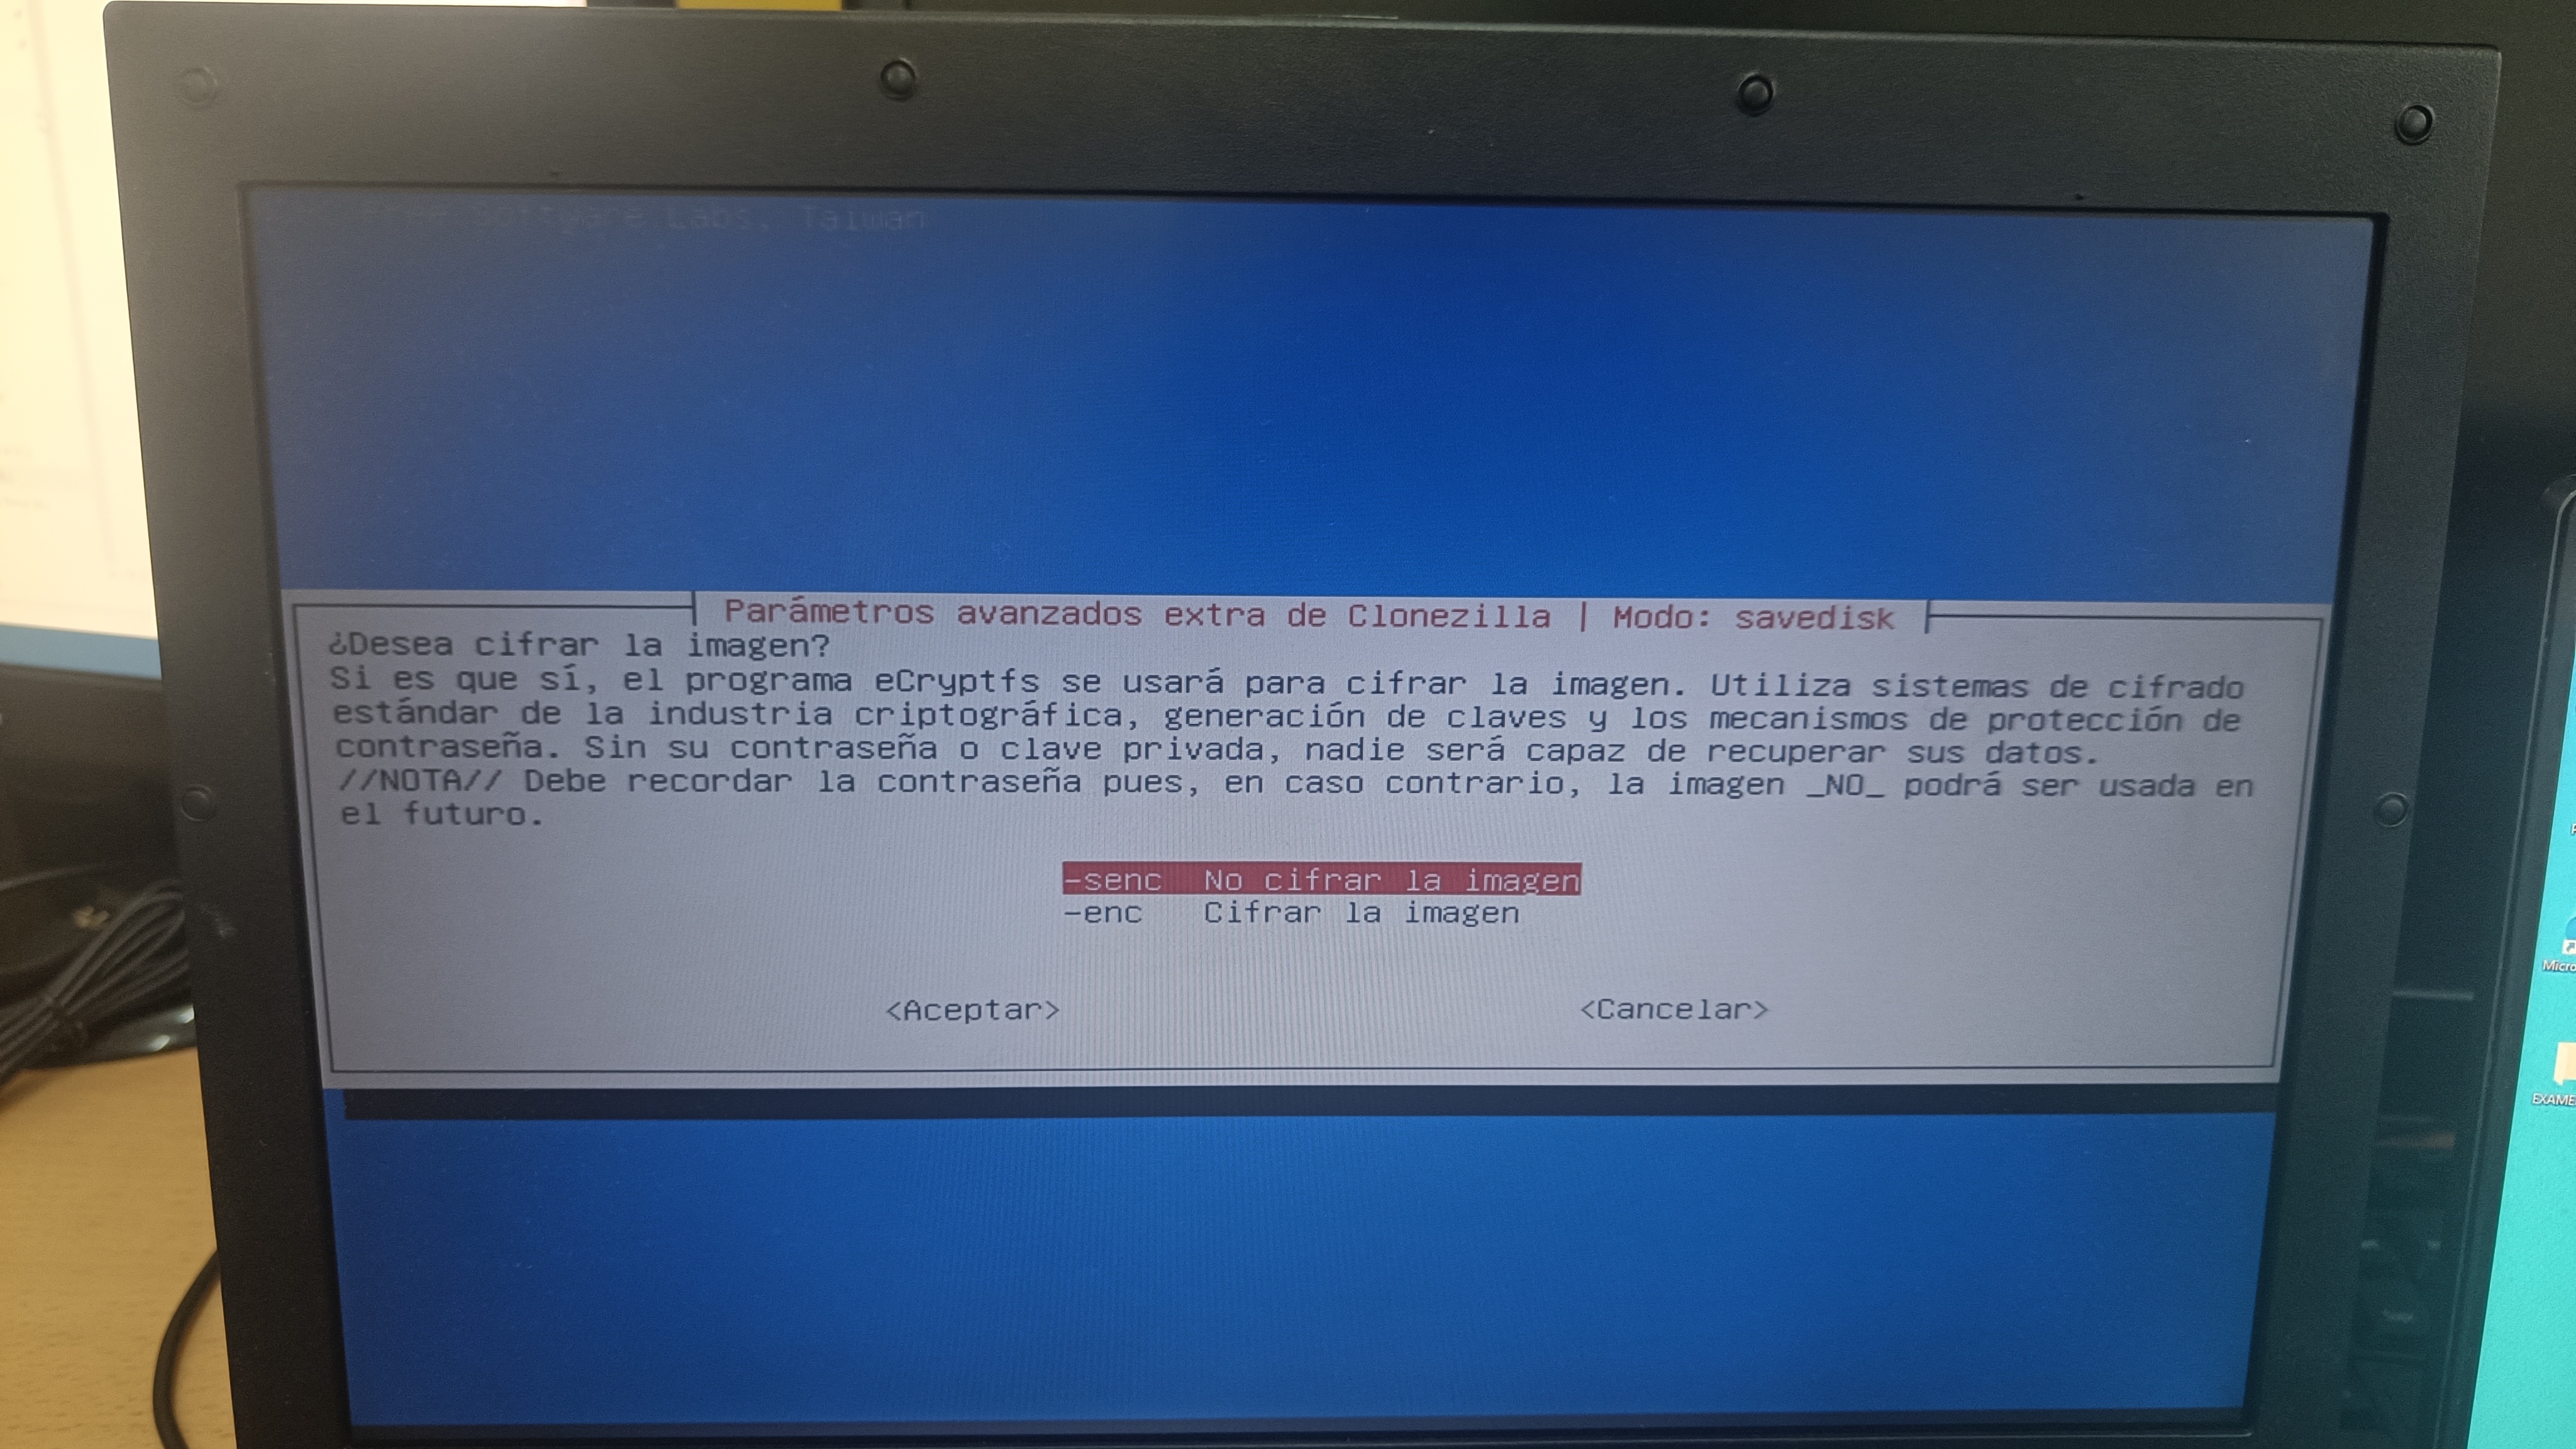 Software Labs, Taiwan
Parámetros avanzados extra de Clonezilla | Modo: savedisk
¿Desea cifrar la imagen?
Si es que sí, el programa eCryptfs se usará para cifrar la imagen. Utiliza sistemas de cifrado
estándar de la industria criptográfica, generación de claves y los mecanismos de protección de
contraseña. Sin su contraseña o clave privada, nadie será capaz de recuperar sus datos.
//NOTA// Debe recordar la contraseña pues, en caso contrario, la imagen _NO_ podrá ser usada en
el futuro.
-senc No cifrar la imagen
-enc Cifrar la imagen
<Aceptar> <Cancelar>